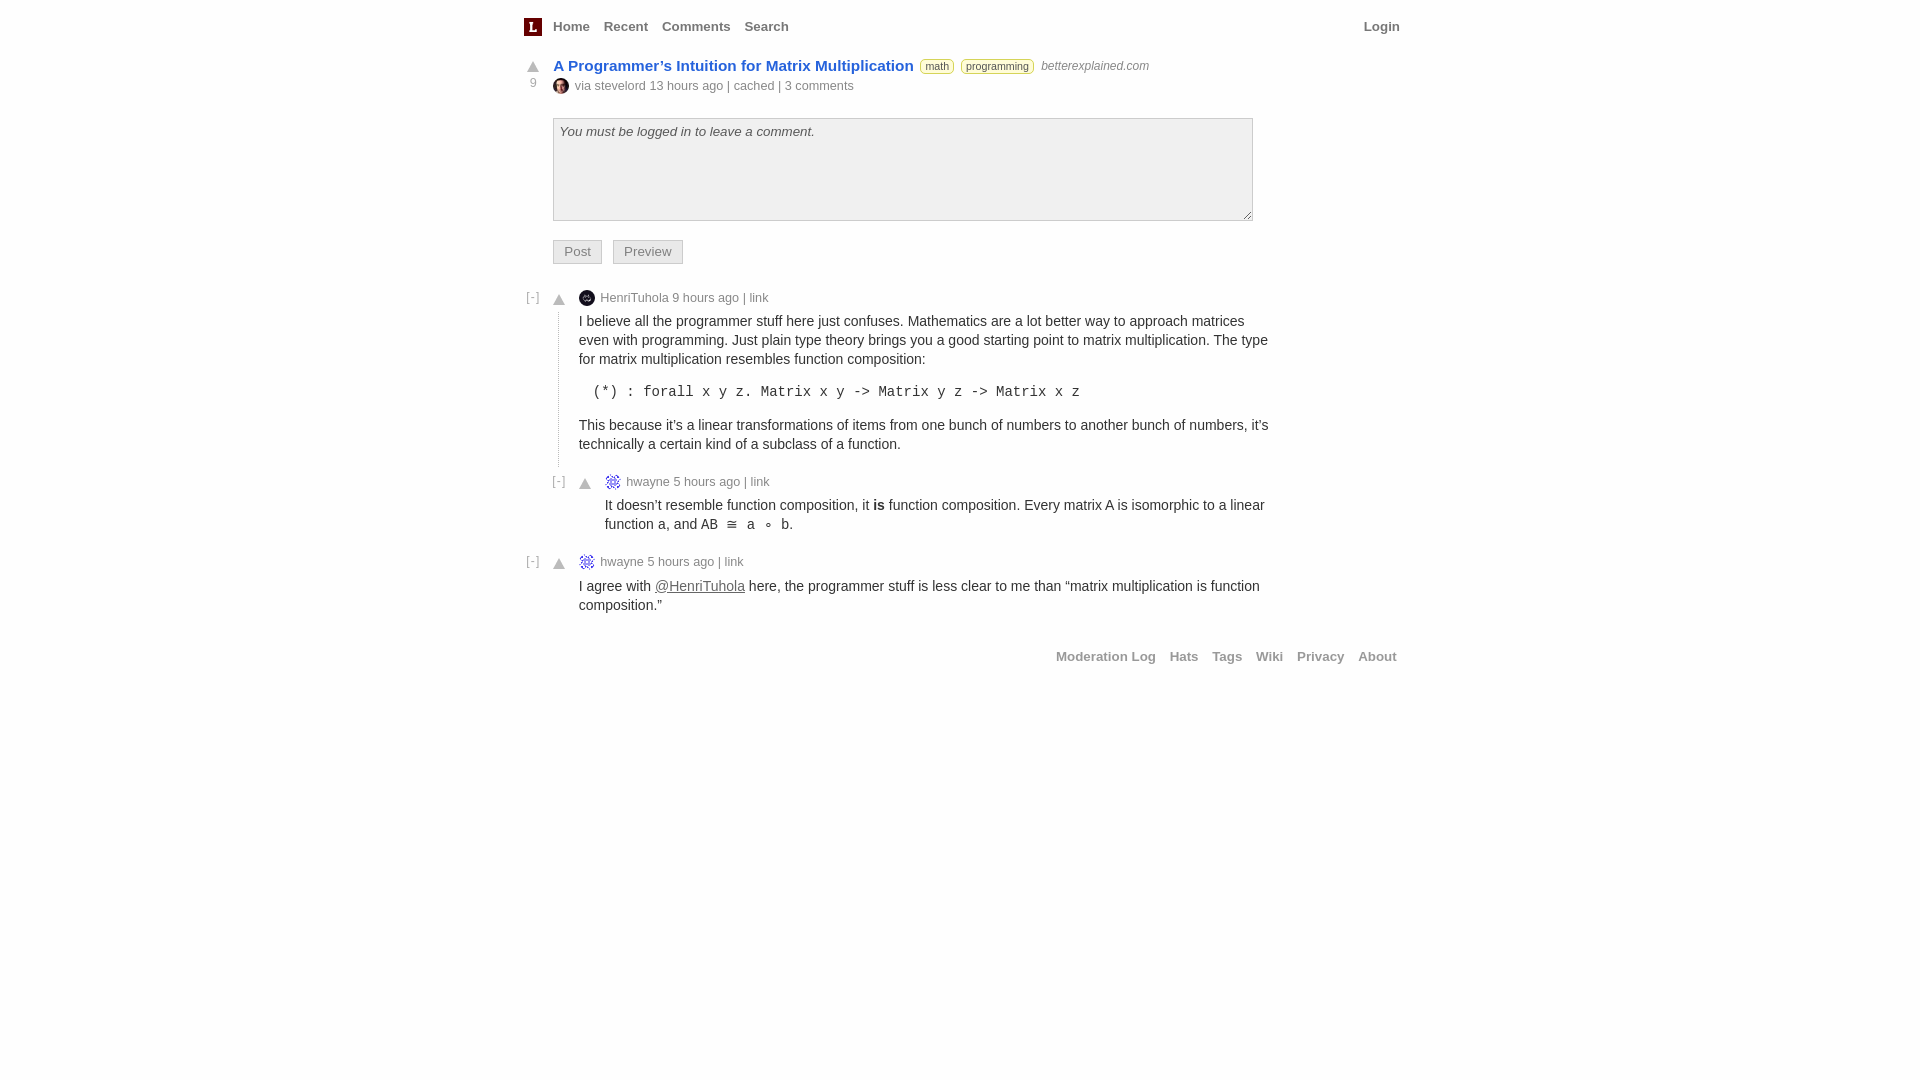 L Home Recent Comments Search Login
A Programmer’s Intuition for Matrix Multiplication math programming betterexplained.com
9
via stevelord 13 hours ago | cached | 3 comments
You must be logged in to leave a comment.
Post Preview
[-] HenriTuhola 9 hours ago | link
I believe all the programmer stuff here just confuses. Mathematics are a lot better way to approach matrices
even with programming. Just plain type theory brings you a good starting point to matrix multiplication. The type
for matrix multiplication resembles function composition:
(*) : forall x y z. Matrix x y -> Matrix y z -> Matrix x z
This because it’s a linear transformations of items from one bunch of numbers to another bunch of numbers, it’s
technically a certain kind of a subclass of a function.
[-] hwayne 5 hours ago | link
It doesn’t resemble function composition, it is function composition. Every matrix A is isomorphic to a linear
function a, and AB ≅ a ∘ b.
[-] hwayne 5 hours ago | link
I agree with @HenriTuhola here, the programmer stuff is less clear to me than “matrix multiplication is function
composition.”
Moderation Log Hats Tags Wiki Privacy About